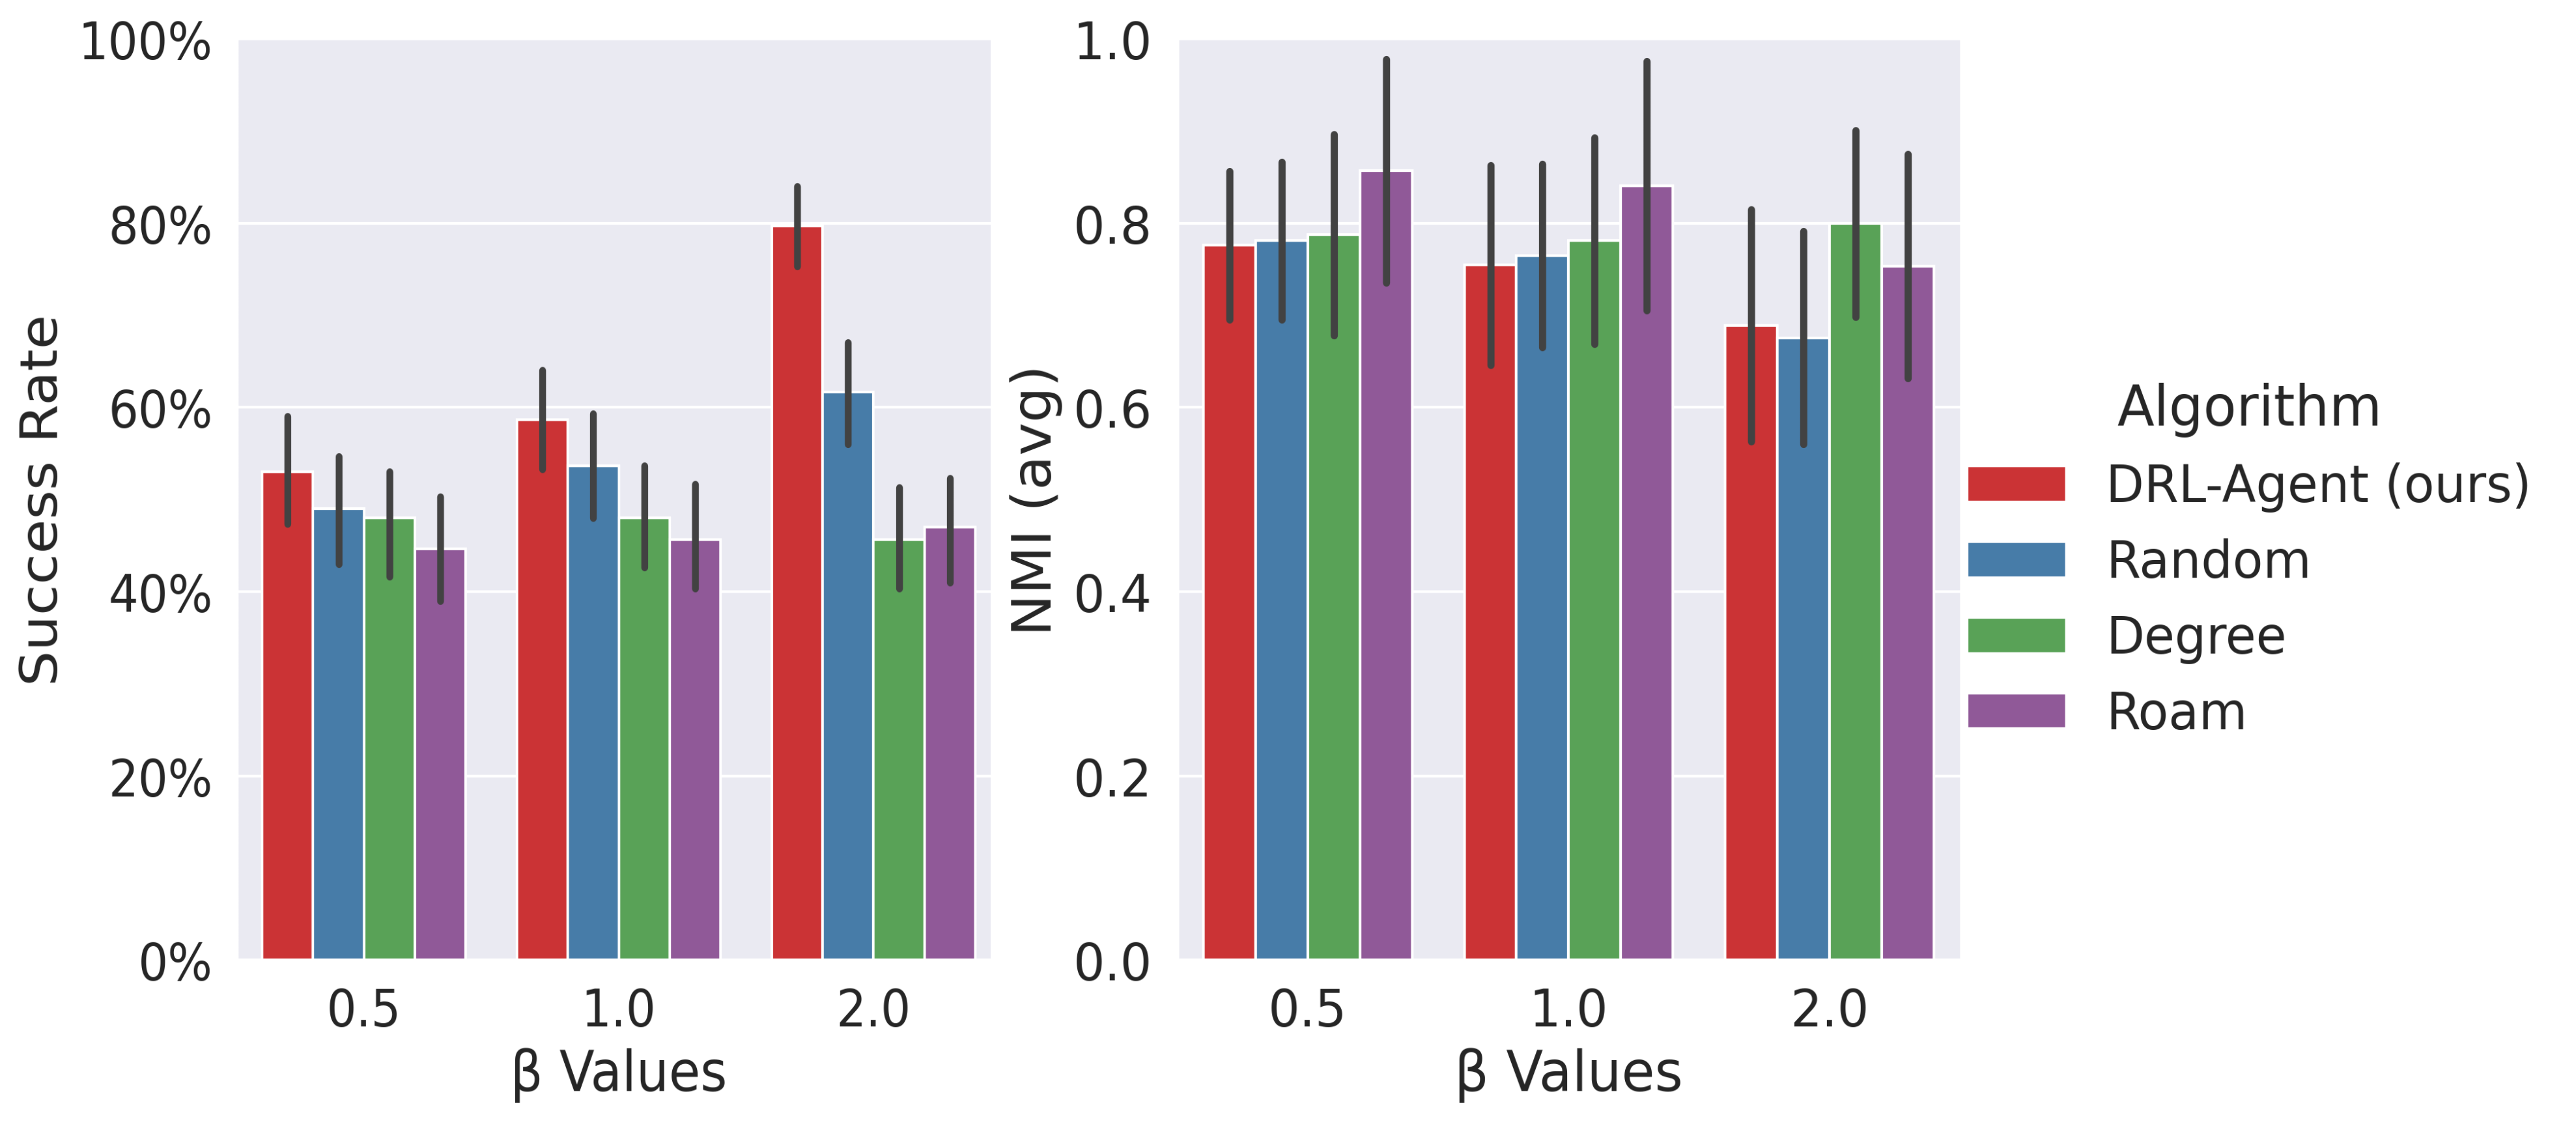 100%
80%
60%
40%
20%
0%
Success Rate
0.5 1.0 2.0
β Values
1.0
0.8
0.6
0.4
0.2
0.0
NMI (avg)
0.5 1.0 2.0
β Values
Algorithm
DRL-Agent (ours)
Random
Degree
Roam